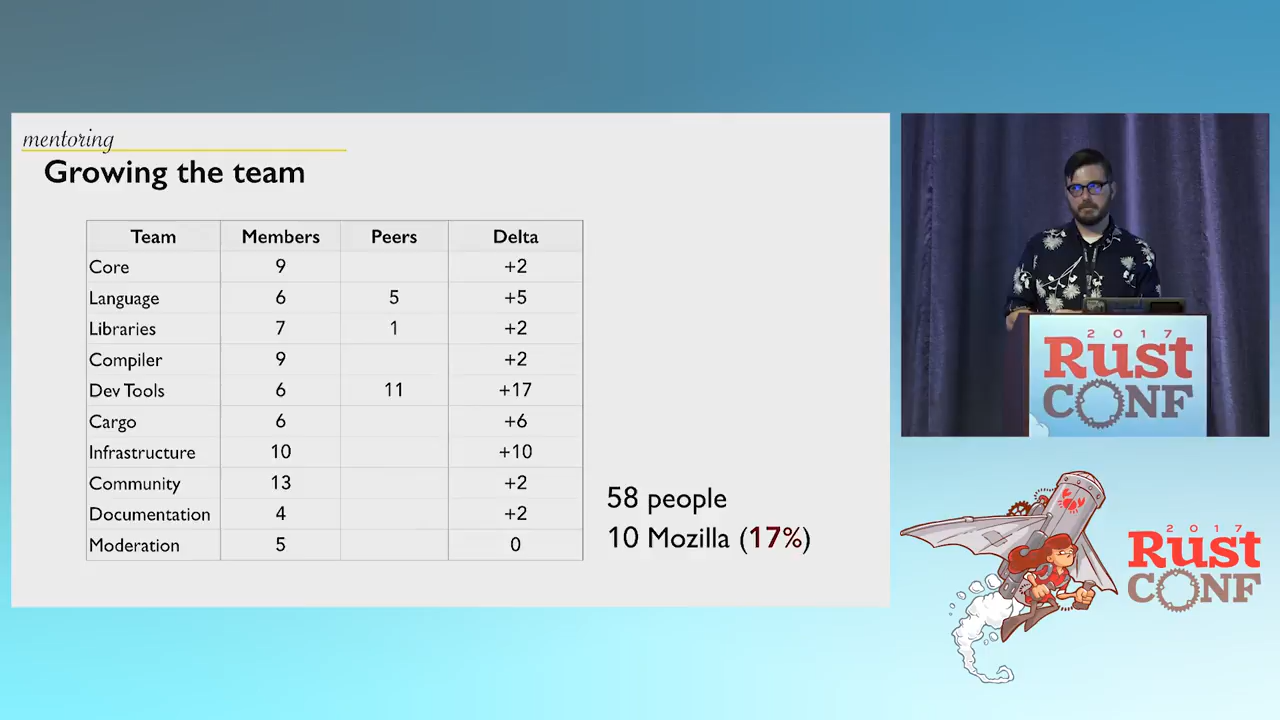 mentoring
Growing the team
Team Members Peers Delta
Core 9 +2
Language 6 5 +5
Libraries 7 1 +2
Compiler 9 +2
Dev Tools 6 11 +17
Cargo 6 +6
Infrastructure 10 +10
Community 13 +2
Documentation 4 +2
Moderation 5 0
58 people
10 Mozilla (17%)
2017
Rust
CONF
2017
Rust
CONF